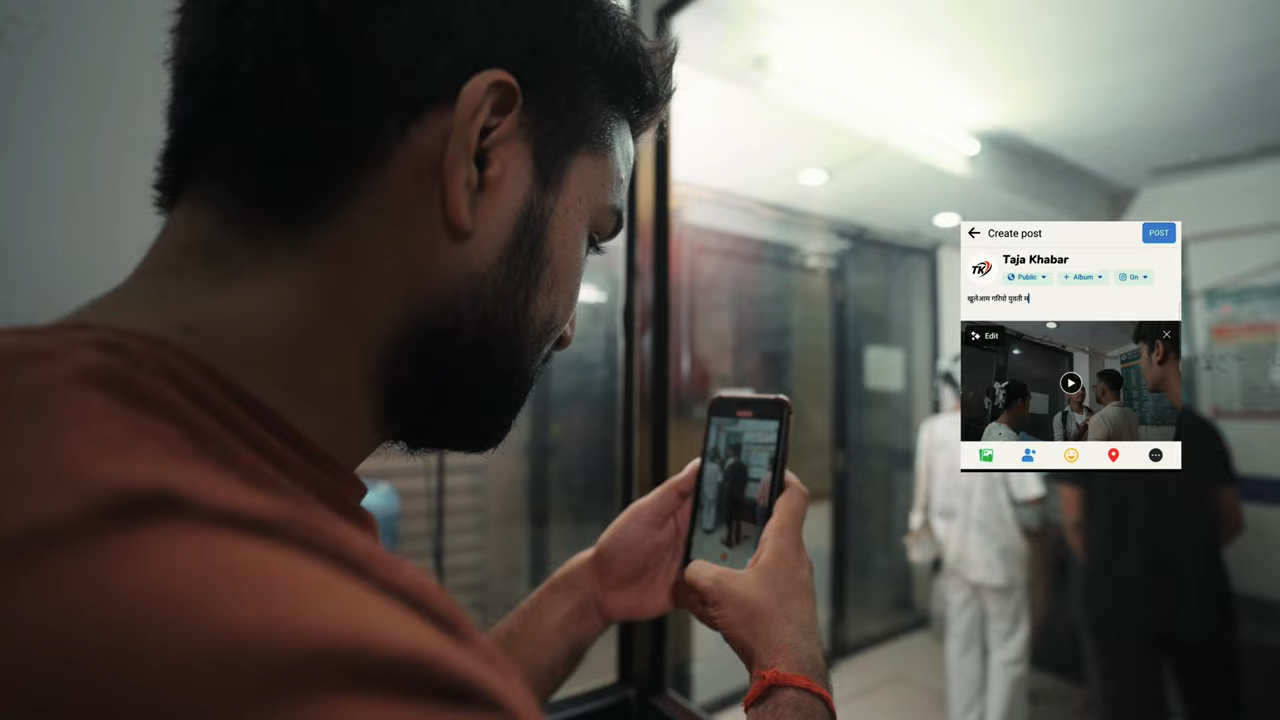 Create post
POST
TK
Taja Khabar
Public
+ Album
On
खुलेआम गरियो युवती म
Edit